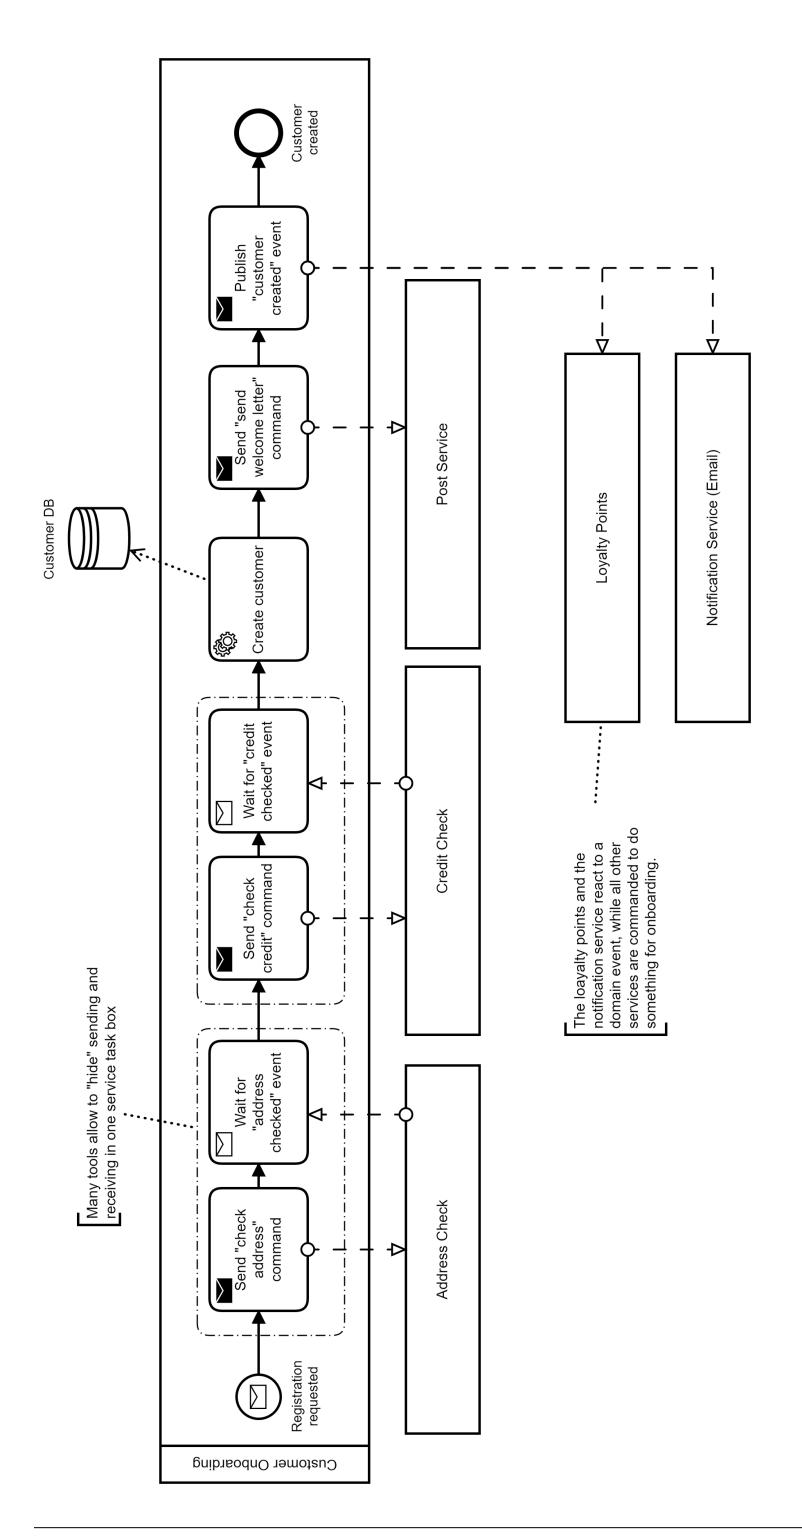 Many tools allow to "hide" sending and
receiving in one service task box
Customer DB
Customer Onboarding
Registration
requested
Send "check
address"
command
Wait for
"address
checked" event
Send "check
credit" command
Wait for "credit
checked" event
Create customer
Send "send
welcome letter"
command
Publish
"customer
created" event
Customer
created
Address Check
Credit Check
Post Service
The loayalty points and the
notification service react to a
domain event, while all other
services are commanded to do
something for onboarding.
Loyalty Points
Notification Service (Email)